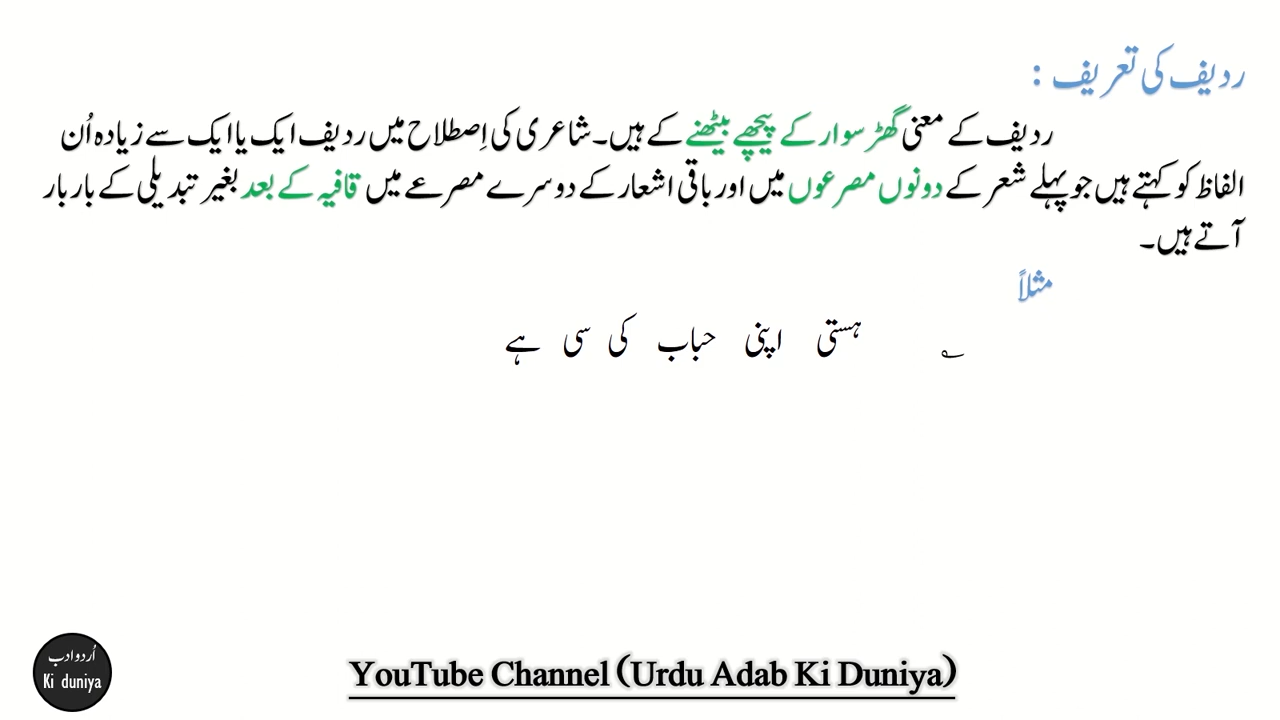 ردیف کی تعریف :
ردیف کے معنی گھڑ سوار کے پیچھے بیٹھنے کے ہیں۔ شاعری کی اِصطلاح میں ردیف ایک یا ایک سے زیادہ اُن
الفاظ کو کہتے ہیں جو پہلے شعر کے دونوں مصرعوں میں اور باقی اشعار کے دوسرے مصرعے میں قافیہ کے بعد بغیر تبدیلی کے بار بار
آتے ہیں۔
مثلاً
؎ ہستی اپنی حباب کی سی ہے
اُردو ادب
Ki duniya
YouTube Channel (Urdu Adab Ki Duniya)